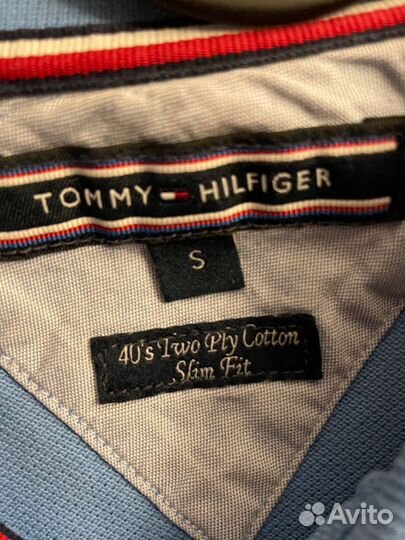 TOMMY HILFIGER
S
40's Two Ply Cotton
Slim Fit
Avito